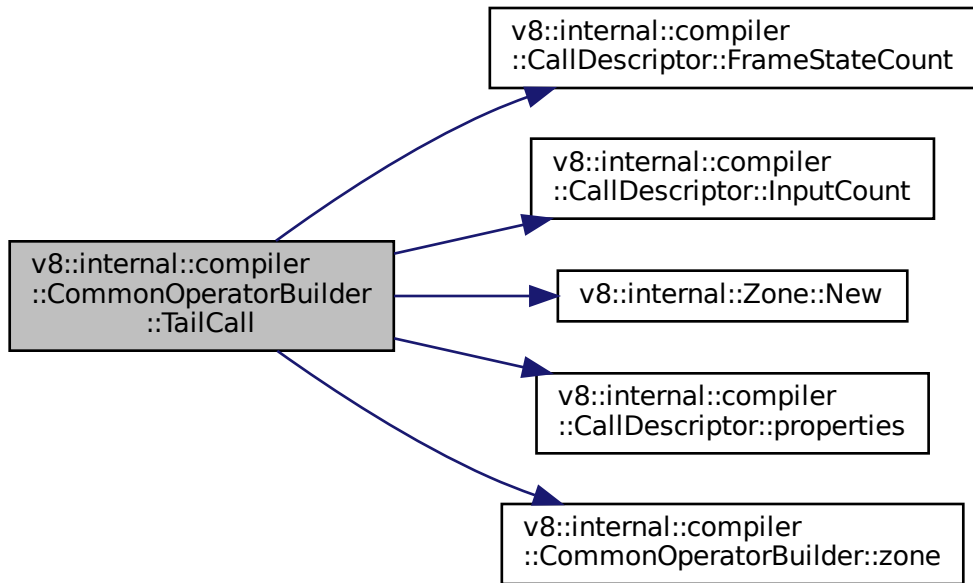 v8::internal::compiler
::CallDescriptor::FrameStateCount
v8::internal::compiler
::CallDescriptor::InputCount
v8::internal::compiler
::CommonOperatorBuilder
::TailCall
v8::internal::Zone::New
v8::internal::compiler
::CallDescriptor::properties
v8::internal::compiler
::CommonOperatorBuilder::zone